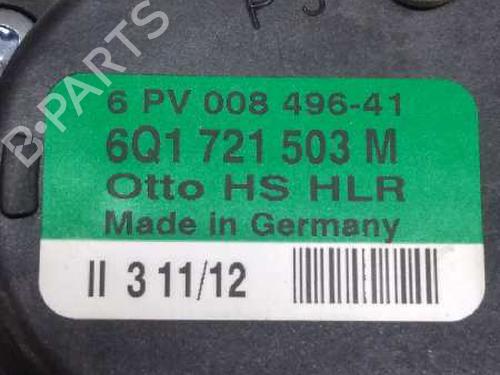 P5
B-PARTS
6 PV 008 496-41
6Q1 721 503 M
Otto HS HLR
Made in Germany
II 3 11/12